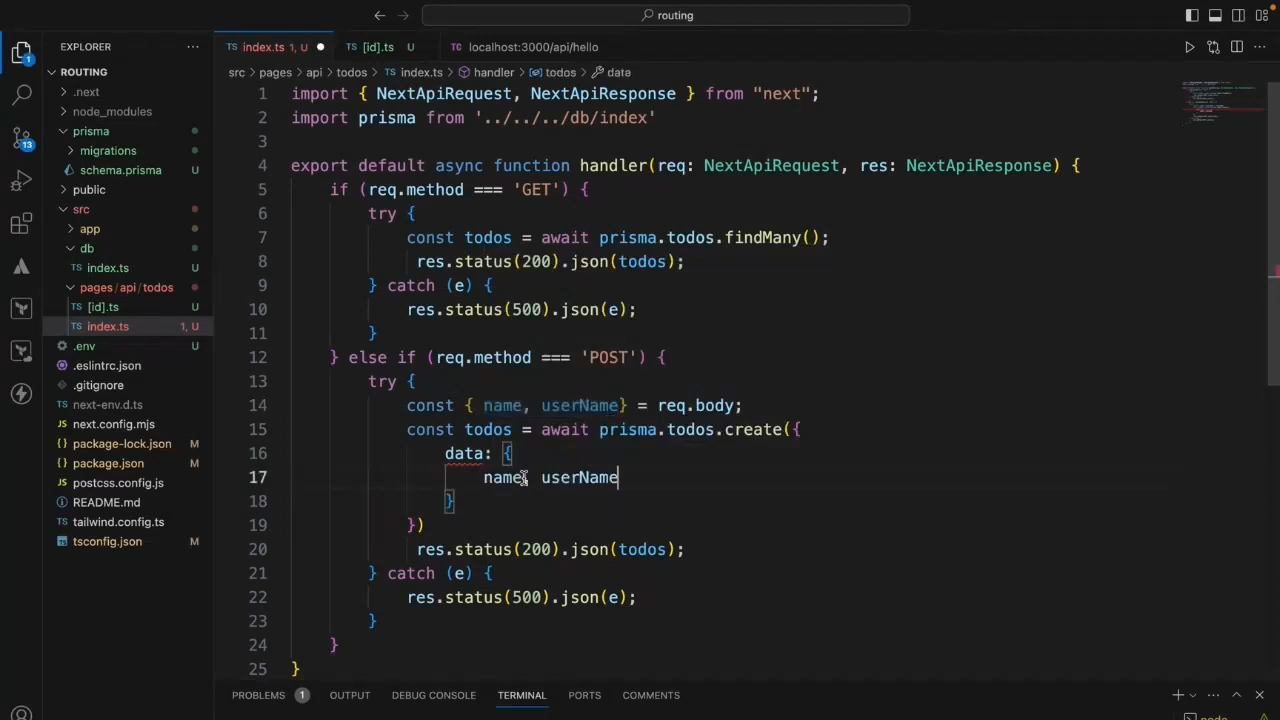 routing
EXPLORER
index.ts 1, U
[id].ts U
localhost:3000/api/hello
ROUTING
src > pages > api > todos > index.ts > handler > todos > data
.next
node_modules
prisma
migrations
schema.prisma U
public
src
app
db
index.ts U
pages/api/todos
[id].ts U
index.ts 1, U
.env U
.eslintrc.json
.gitignore
next-env.d.ts
next.config.mjs
package-lock.json M
package.json M
postcss.config.js
README.md
tailwind.config.ts
tsconfig.json M
1
13
1 import { NextApiRequest, NextApiResponse } from "next";
2 import prisma from '../../../db/index'
3
4 export default async function handler(req: NextApiRequest, res: NextApiResponse) {
5 if (req.method === 'GET') {
6 try {
7 const todos = await prisma.todos.findMany();
8 res.status(200).json(todos);
9 } catch (e) {
10 res.status(500).json(e);
11 }
12 } else if (req.method === 'POST') {
13 try {
14 const { name, userName} = req.body;
15 const todos = await prisma.todos.create({
16 data: {
17 name, userName
18 }
19 })
20 res.status(200).json(todos);
21 } catch (e) {
22 res.status(500).json(e);
23 }
24 }
25 }
PROBLEMS 1 OUTPUT DEBUG CONSOLE TERMINAL PORTS COMMENTS
node